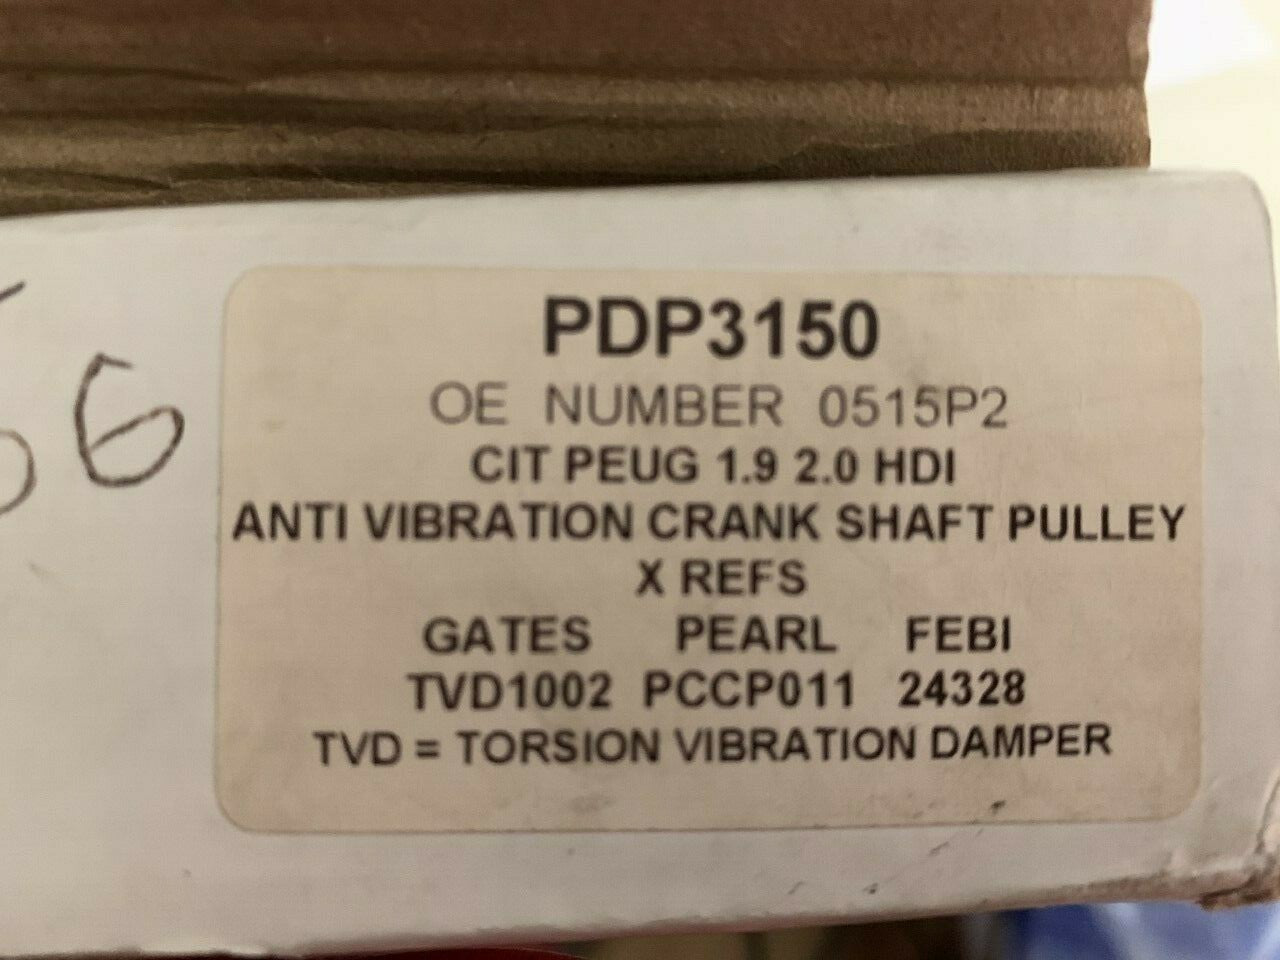 PDP3150
OE NUMBER 0515P2
CIT PEUG 1.9 2.0 HDI
ANTI VIBRATION CRANK SHAFT PULLEY
X REFS
GATES PEARL FEBI
TVD1002 PCCP011 24328
TVD = TORSION VIBRATION DAMPER
6